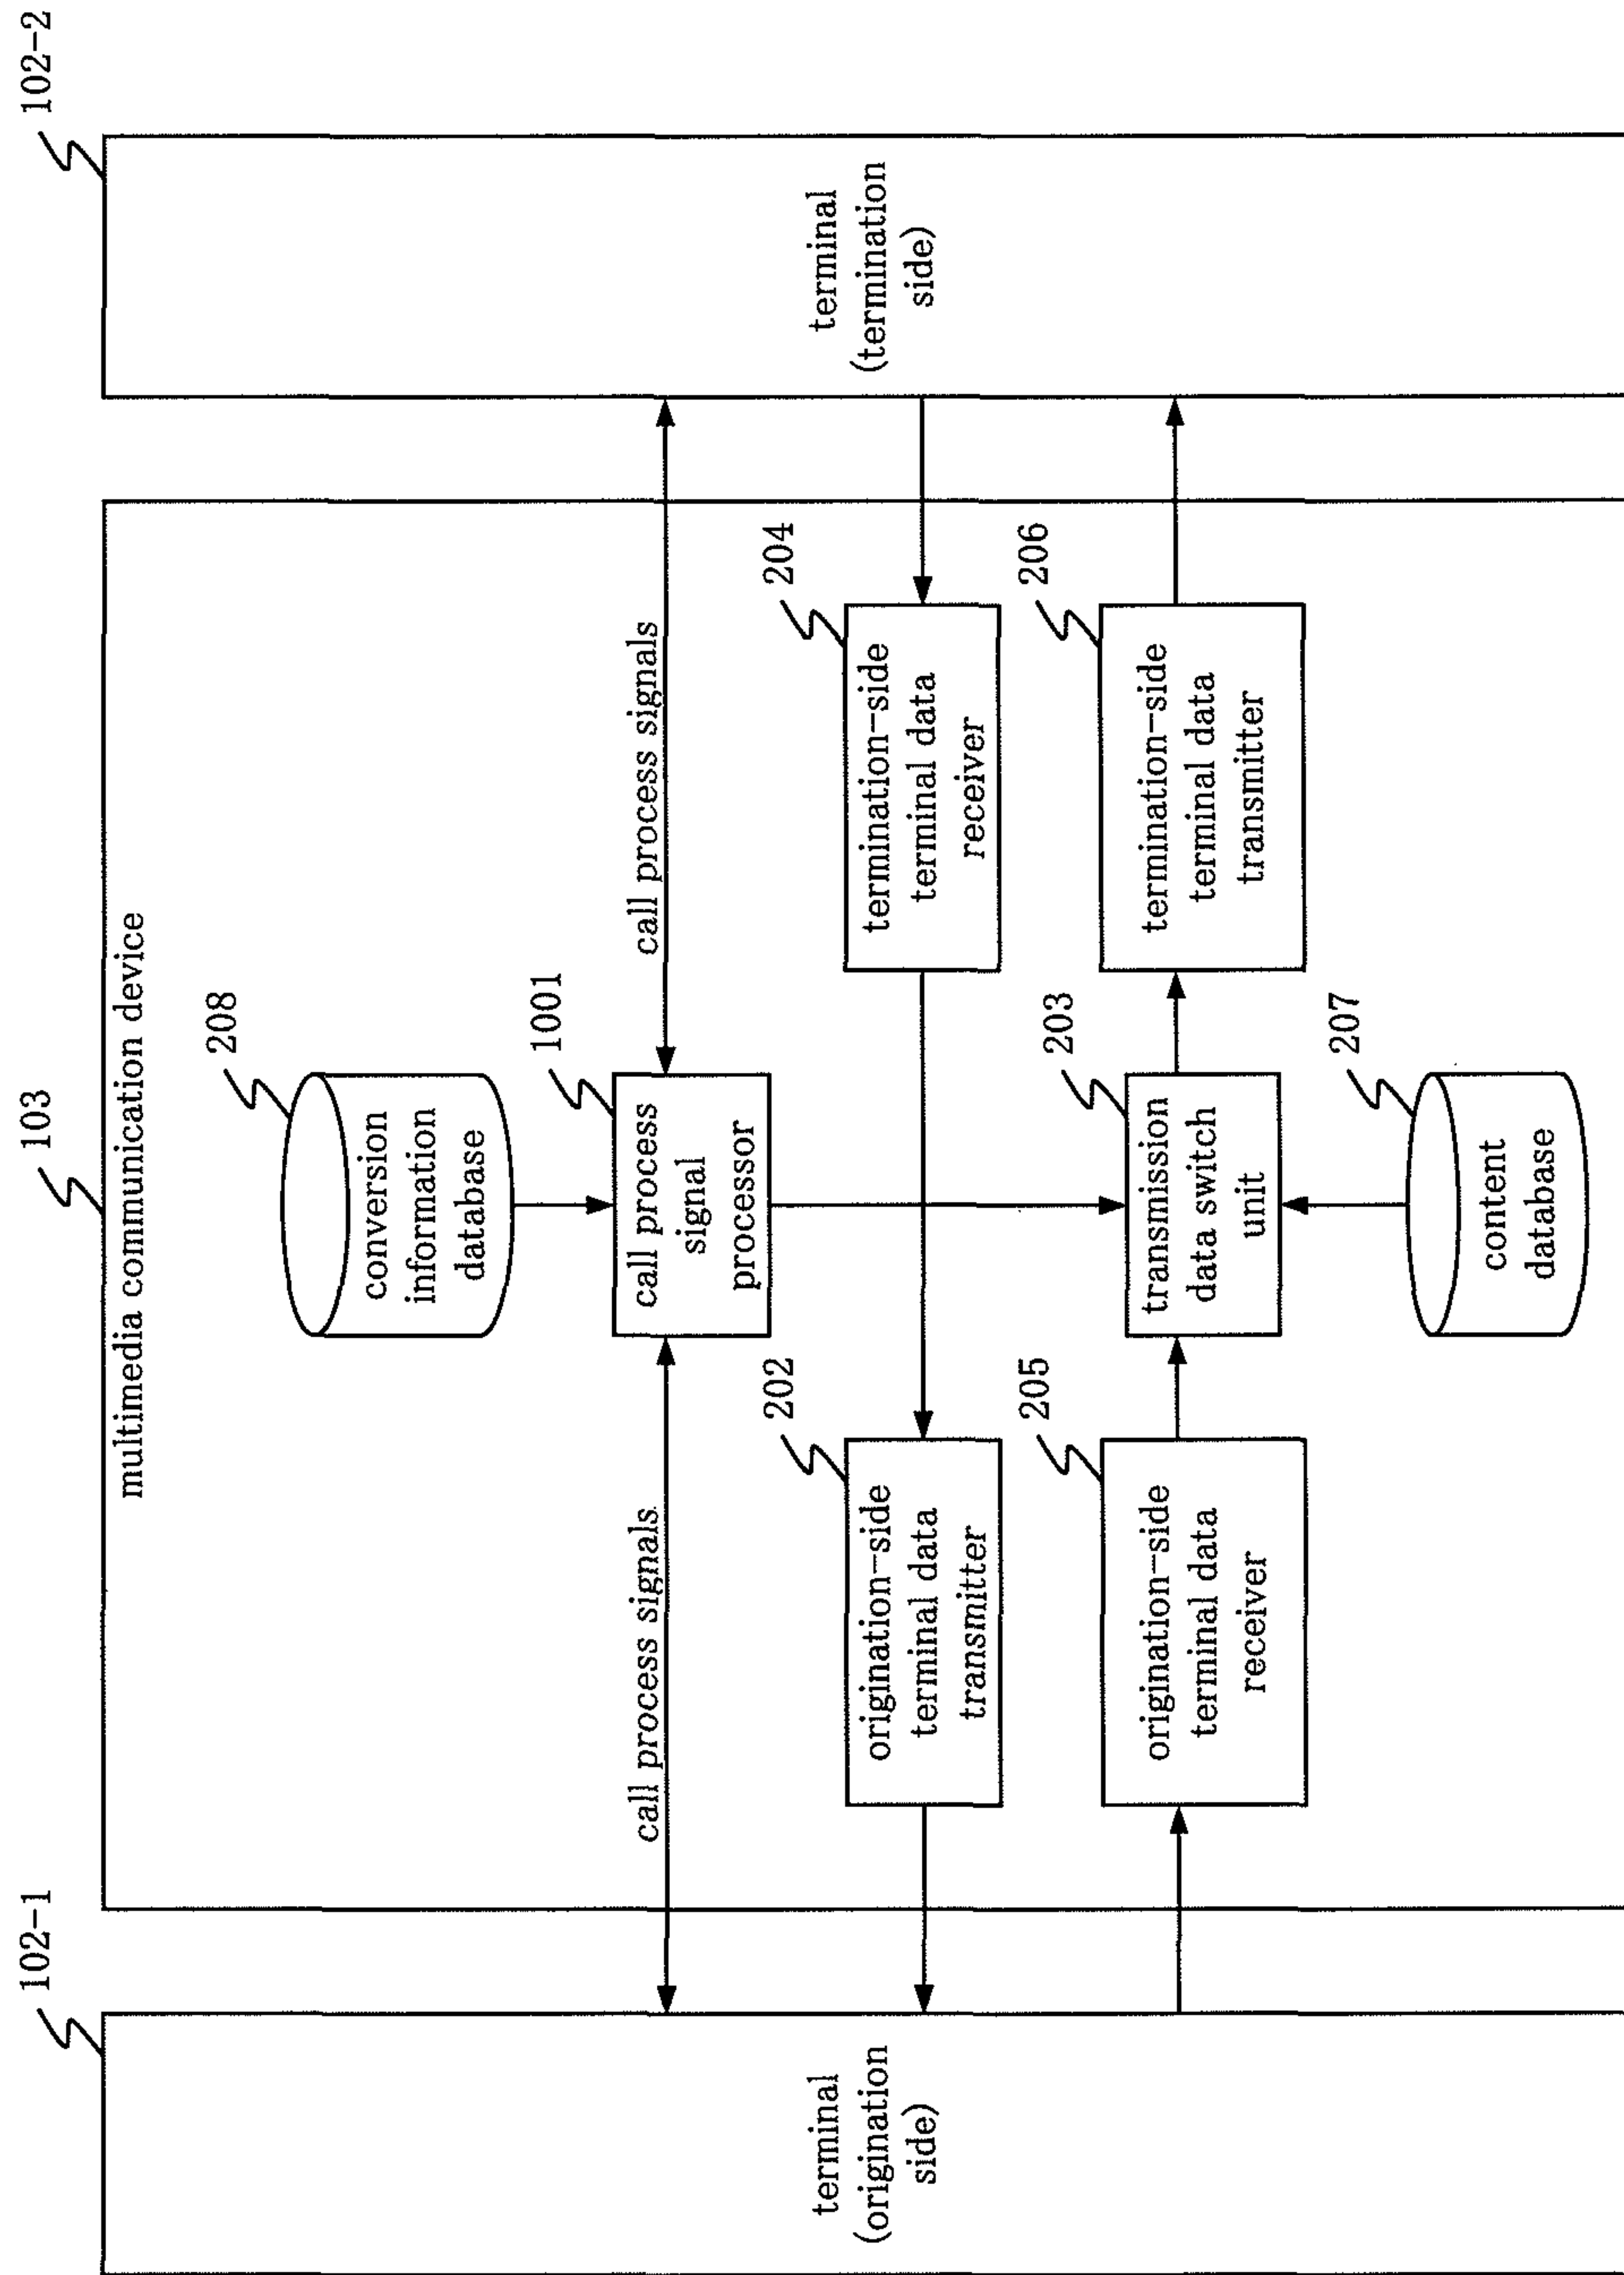 102-1
103
102-2
multimedia communication device
208
conversion
information
database
1001
call process signals
call process
signal
processor
call process signals
terminal
(origination
side)
202
origination-side
terminal data
transmitter
204
termination-side
terminal data
receiver
terminal
(termination
side)
205
origination-side
terminal data
receiver
203
transmission
data switch
unit
206
termination-side
terminal data
transmitter
207
content
database